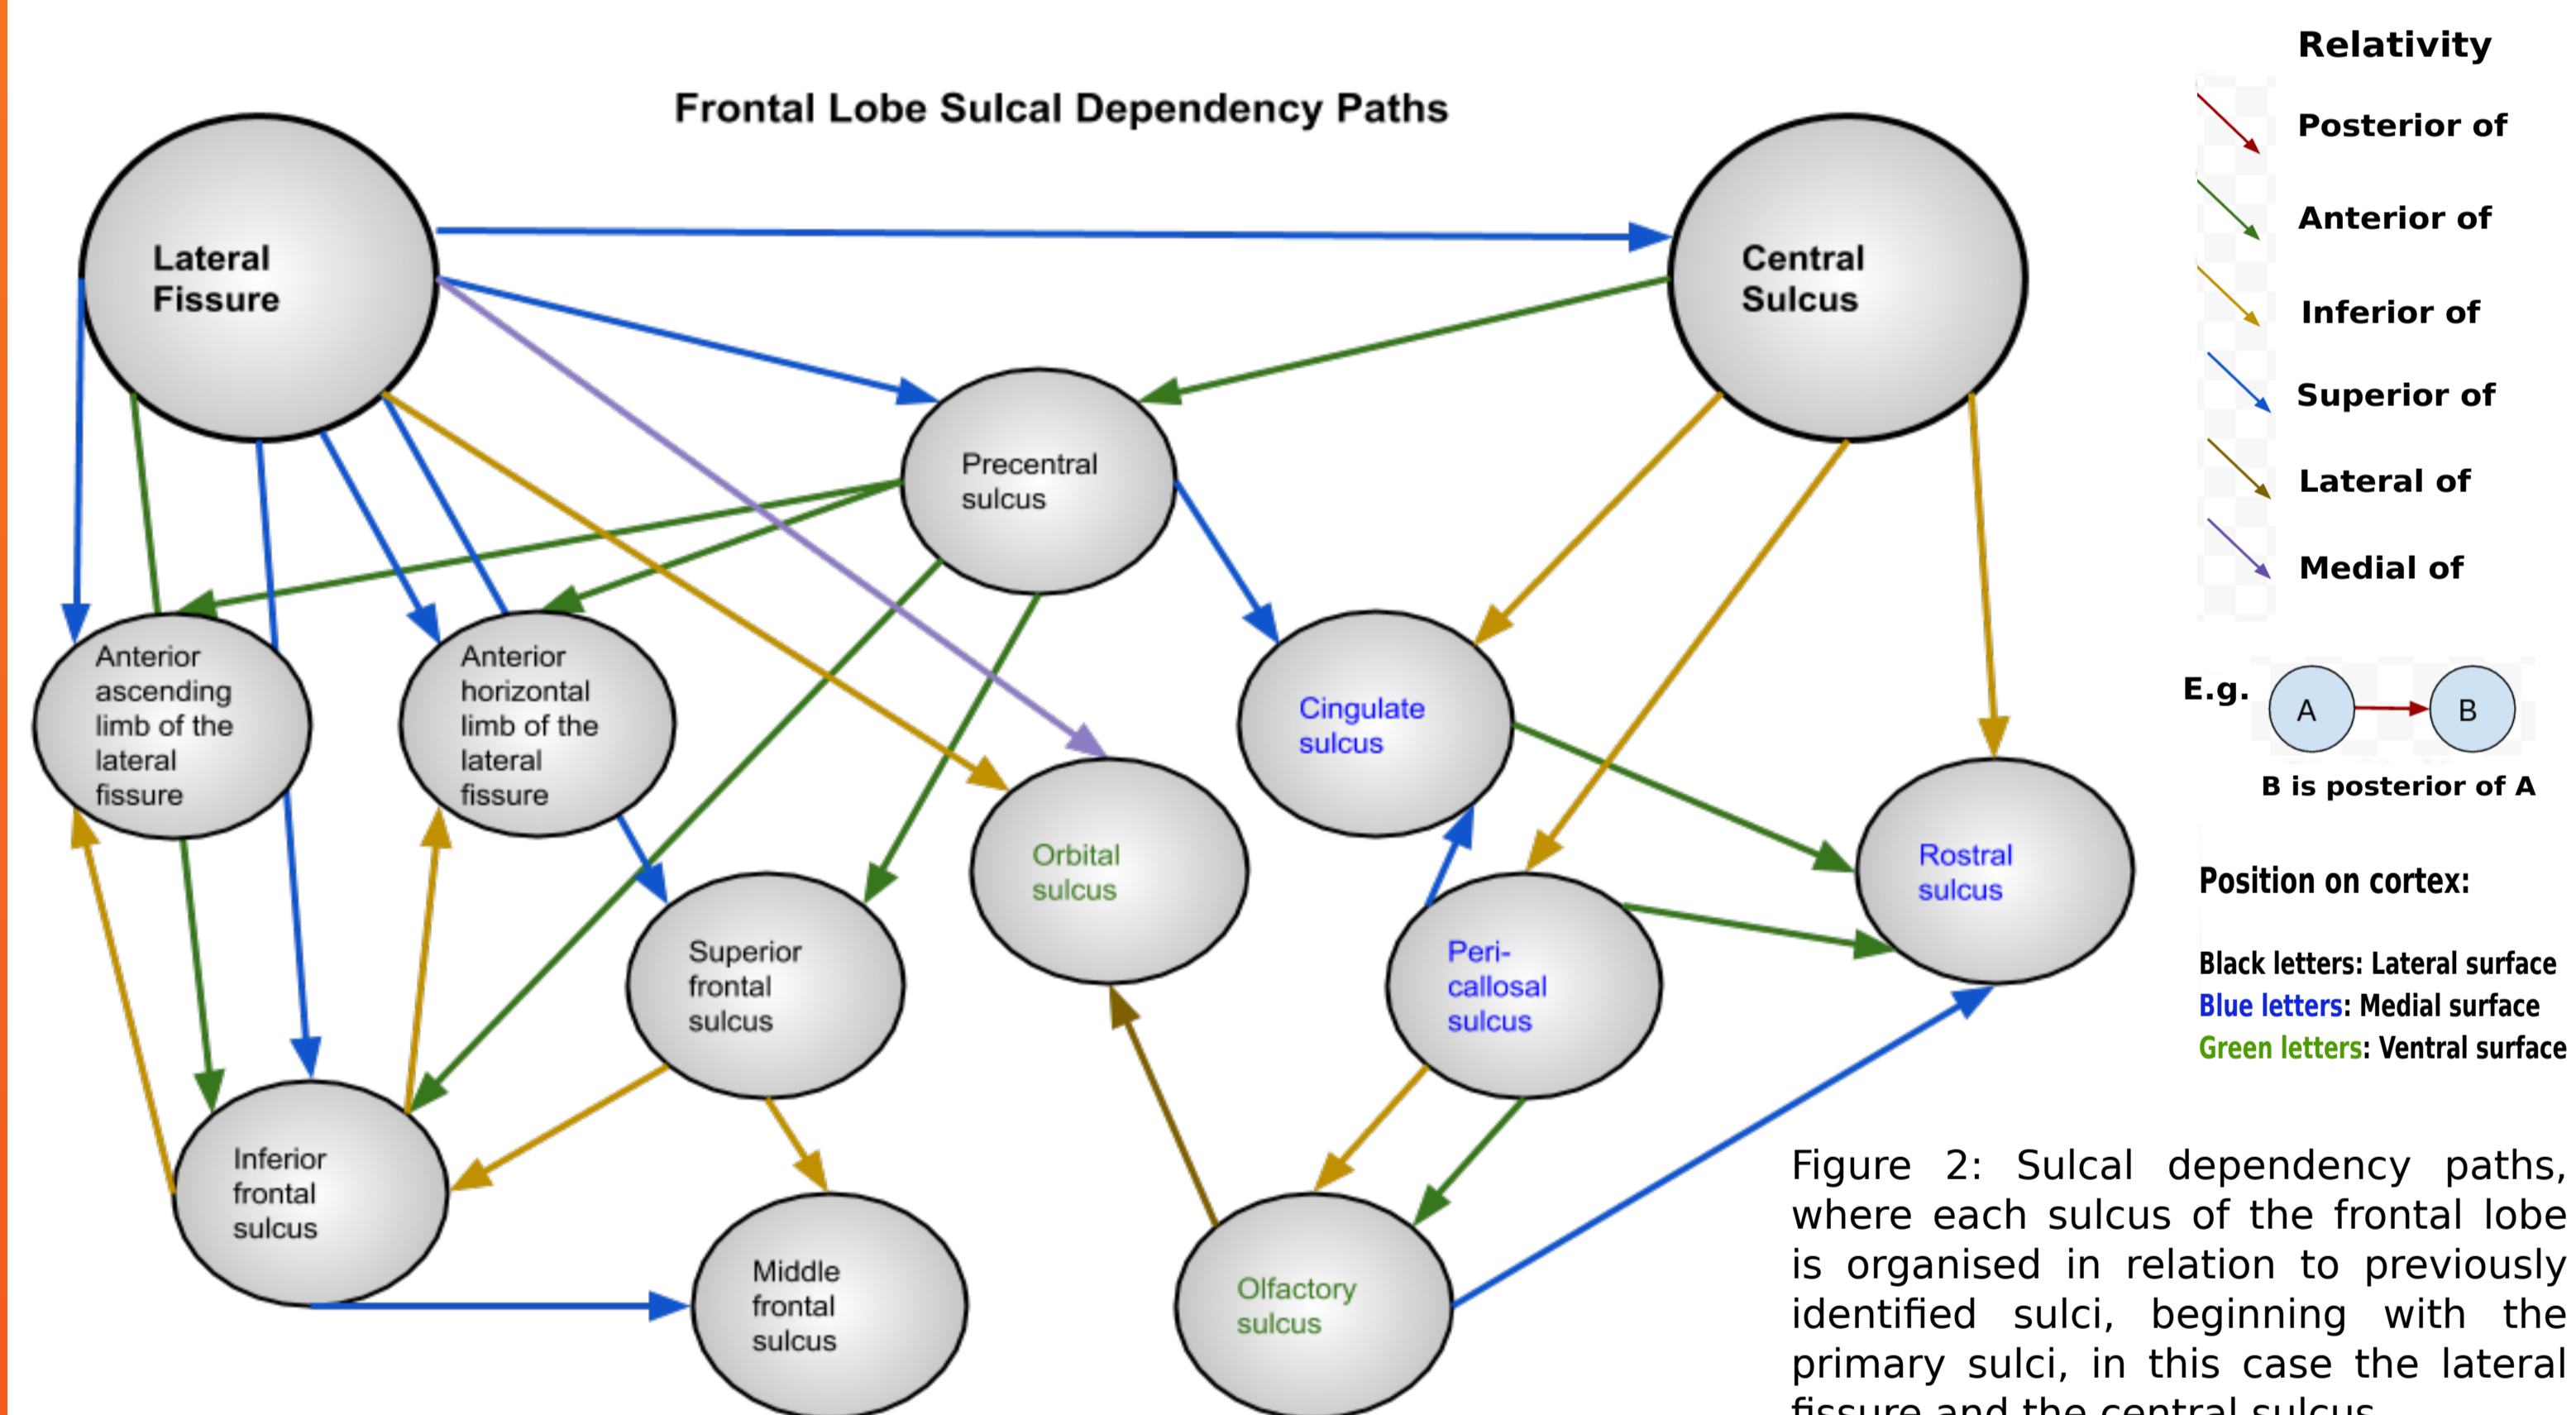 Frontal Lobe Sulcal Dependency Paths
Lateral
Fissure
Central
Sulcus
Precentral
sulcus
Anterior
ascending
limb of the
lateral
fissure
Anterior
horizontal
limb of the
lateral
fissure
Cingulate
sulcus
Orbital
sulcus
Rostral
sulcus
Superior
frontal
sulcus
Peri-
callosal
sulcus
Inferior
frontal
sulcus
Middle
frontal
sulcus
Olfactory
sulcus
Relativity
Posterior of
Anterior of
Inferior of
Superior of
Lateral of
Medial of
E.g.
A
B
B is posterior of A
Position on cortex:
Black letters: Lateral surface
Blue letters: Medial surface
Green letters: Ventral surface
Figure 2: Sulcal dependency paths,
where each sulcus of the frontal lobe
is organised in relation to previously
identified sulci, beginning with the
primary sulci, in this case the lateral
fissure and the central sulcus